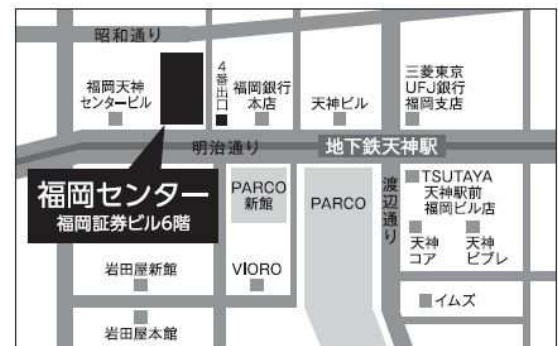 昭和通り
福岡天神
センタービル
4番出口
福岡銀行
本店
天神ビル
三菱東京
UFJ銀行
福岡支店
明治通り
地下鉄天神駅
福岡センター
福岡証券ビル6階
PARCO
新館
PARCO
渡辺通り
TSUTAYA
天神駅前
福岡ビル店
天神
コア
天神
ビブレ
岩田屋新館
VIORO
イムズ
岩田屋本館